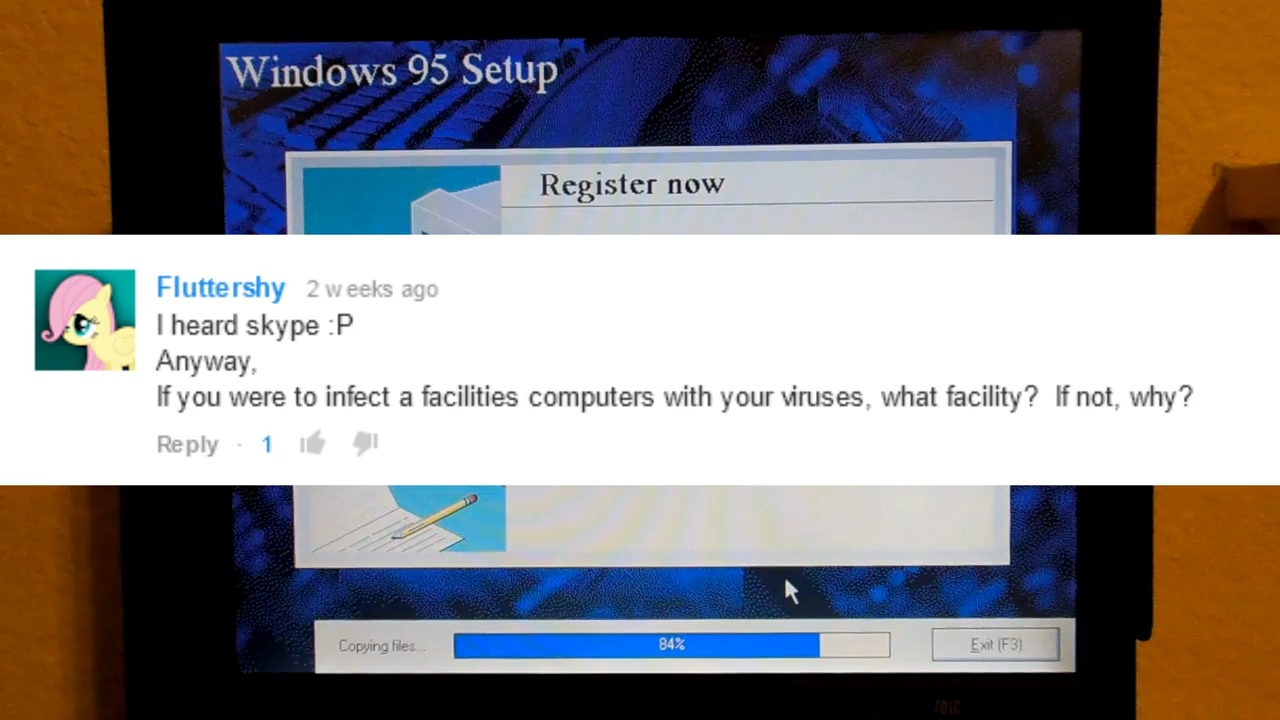 Windows 95 Setup
Register now
Fluttershy 2 weeks ago
I heard skype :P
Anyway,
If you were to infect a facilities computers with your viruses, what facility? If not, why?
Reply · 1
Copying files... 84% Exit (F3)